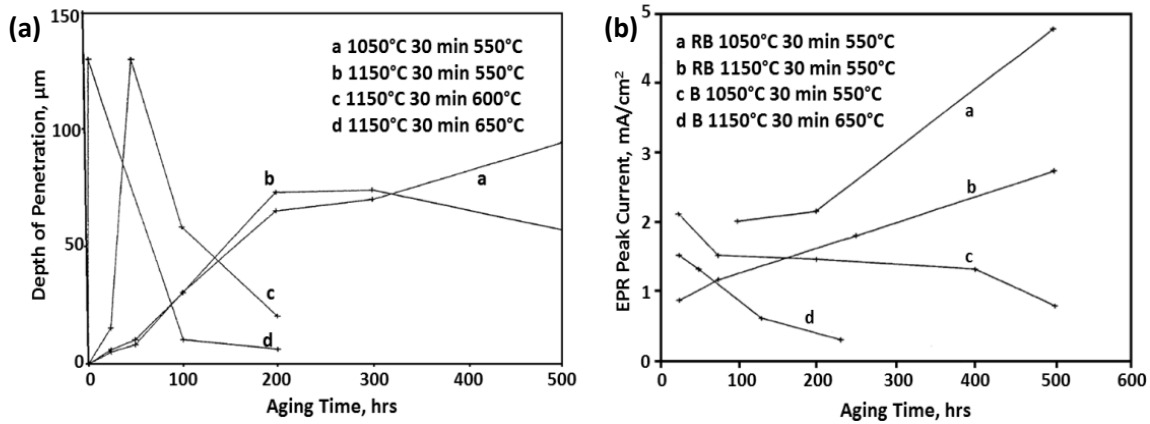 (a)
150
100
50
0
Depth of Penetration, µm
a 1050°C 30 min 550°C
b 1150°C 30 min 550°C
c 1150°C 30 min 600°C
d 1150°C 30 min 650°C
b
a
c
d
0 100 200 300 400 500
Aging Time, hrs
(b)
5
4
3
2
1
0
EPR Peak Current, mA/cm²
a RB 1050°C 30 min 550°C
b RB 1150°C 30 min 550°C
c B 1050°C 30 min 550°C
d B 1150°C 30 min 650°C
a
b
c
d
0 100 200 300 400 500 600
Aging Time, hrs